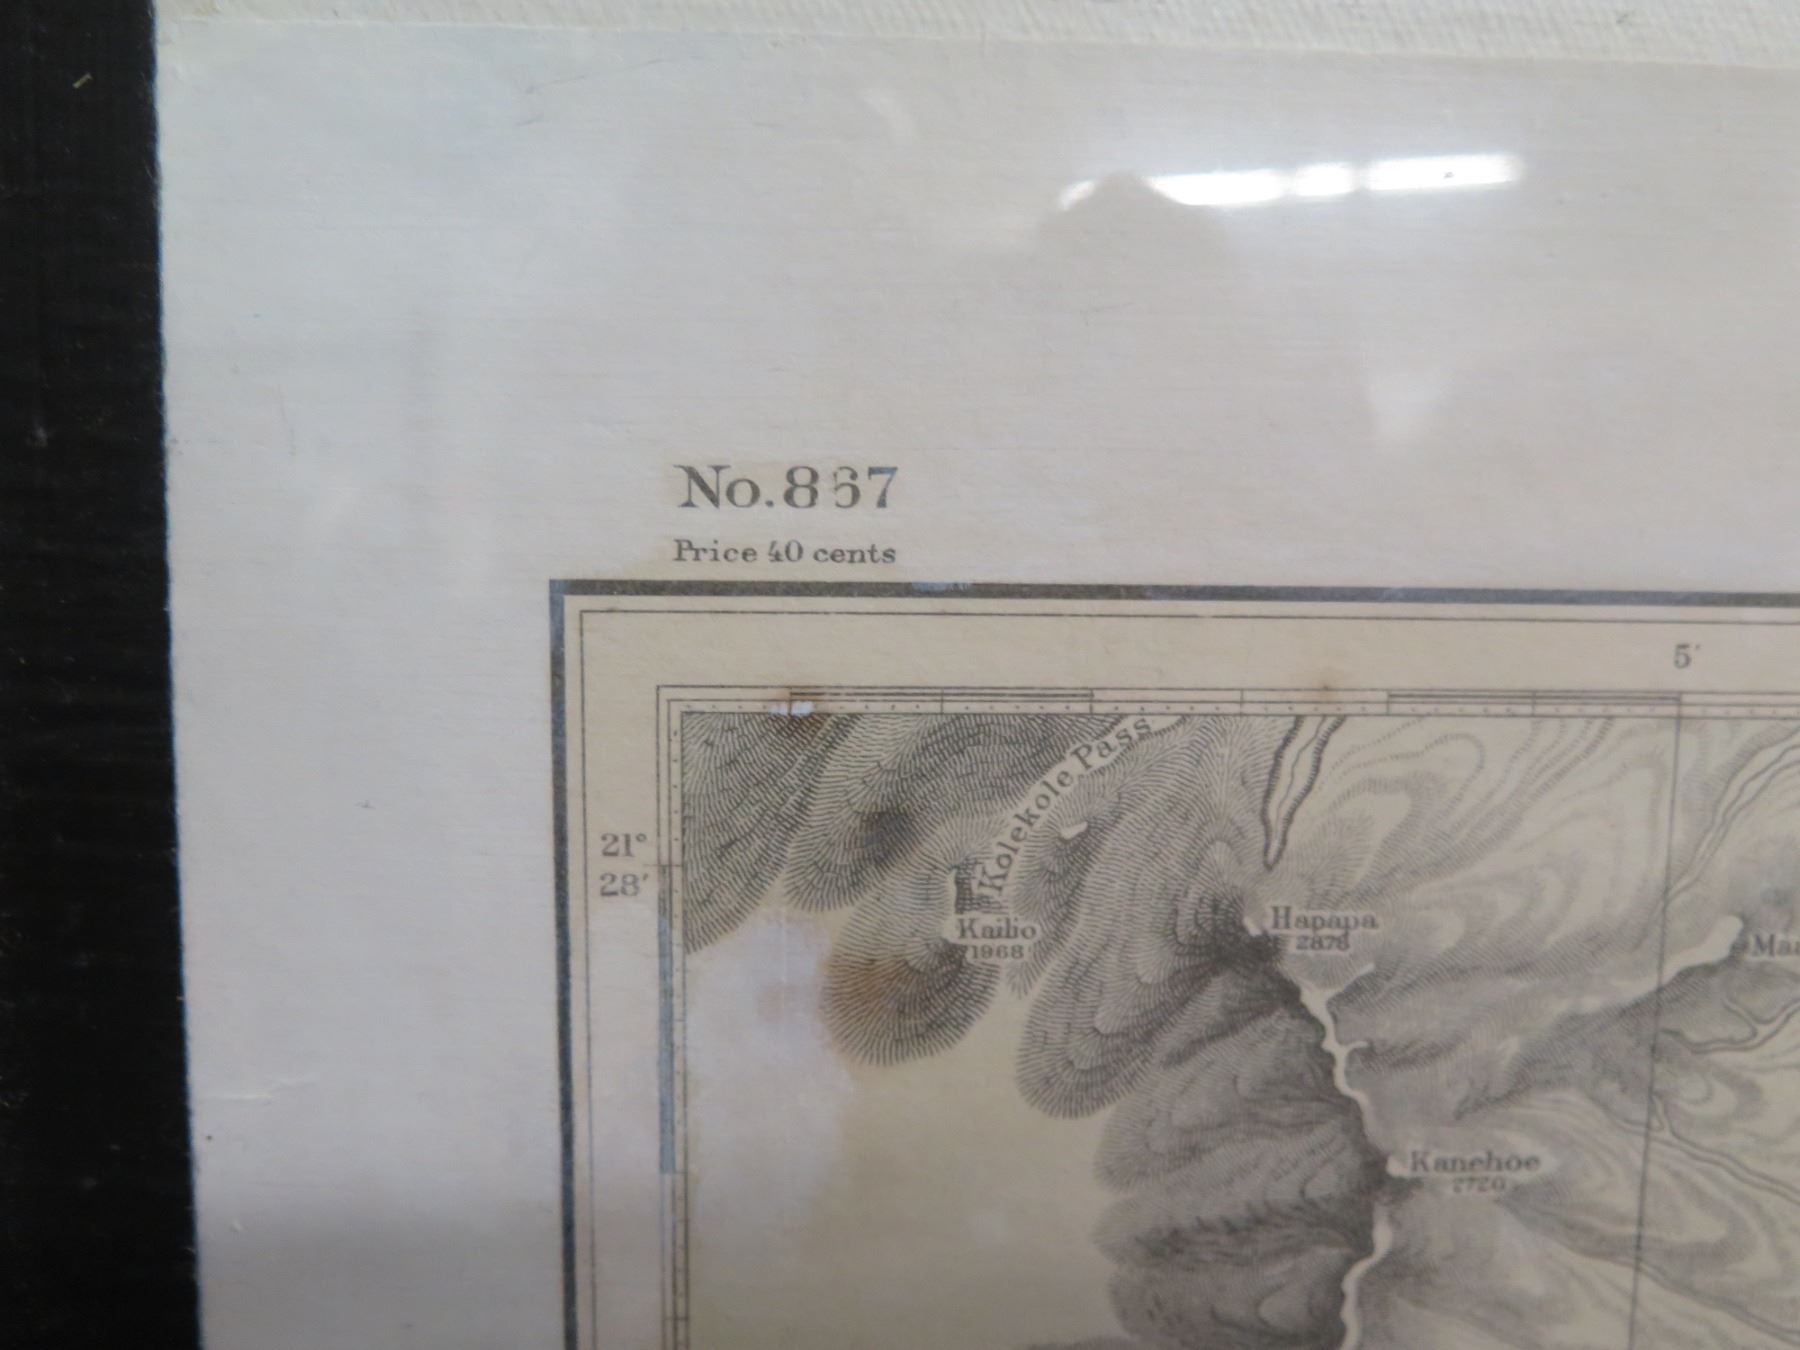 No. 867
Price 40 cents
5'
21°
28'
Kolekole Pass
Kailio
1968
Hapapa
2878
Kanehoe
2720